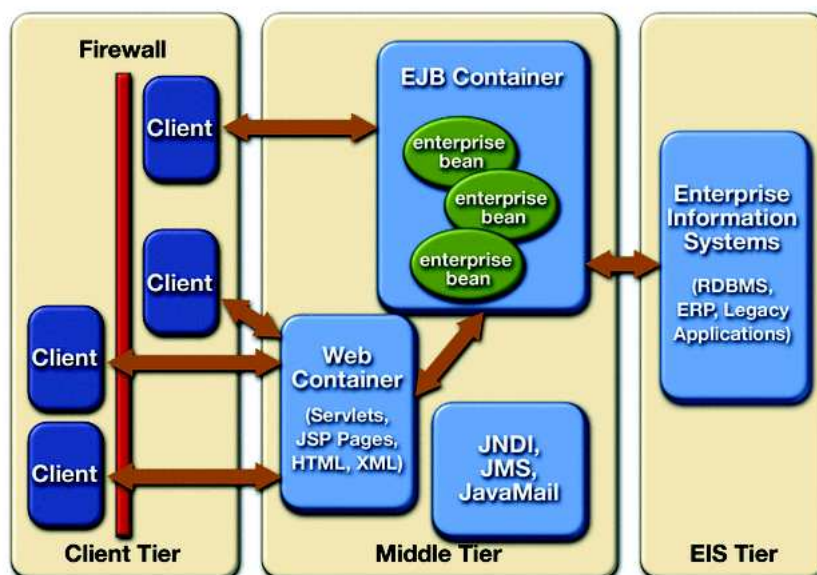 Firewall
Client
Client
Client
Client
Client Tier
EJB Container
enterprise
bean
enterprise
bean
enterprise
bean
Web
Container
(Servlets,
JSP Pages,
HTML, XML)
JNDI,
JMS,
JavaMail
Middle Tier
Enterprise
Information
Systems
(RDBMS,
ERP, Legacy
Applications)
EIS Tier